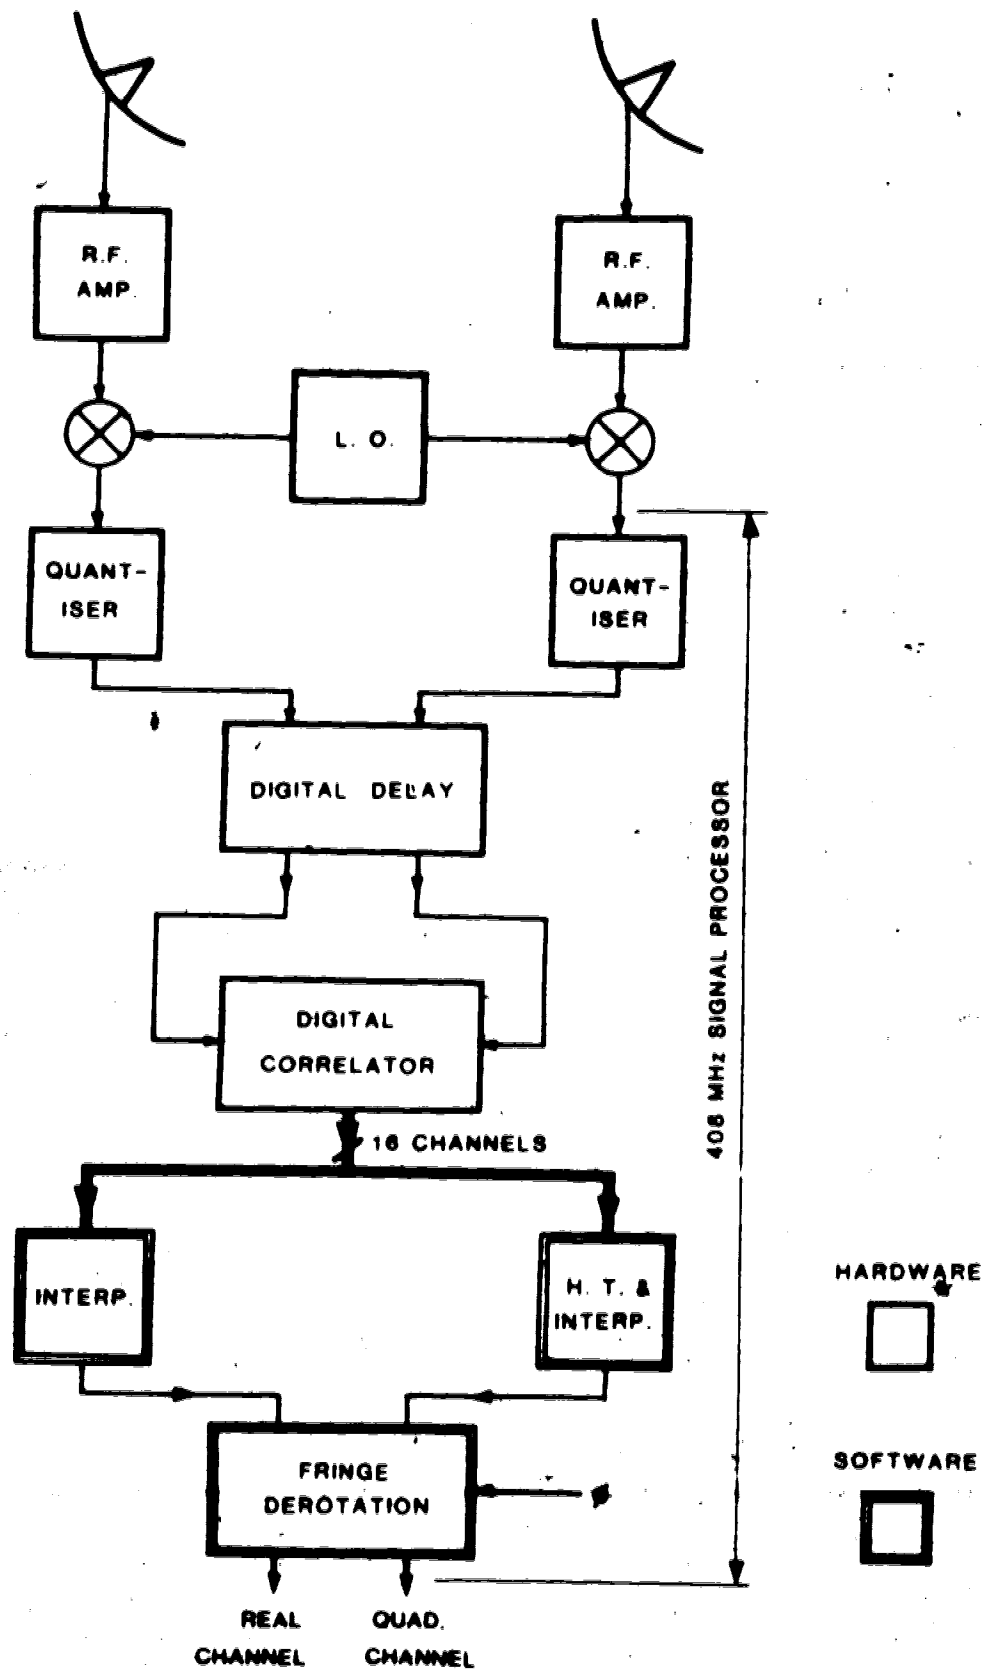 R.F.
AMP.
R.F.
AMP.
L. O.
QUANT-
ISER
QUANT-
ISER
DIGITAL DELAY
DIGITAL
CORRELATOR
16 CHANNELS
408 MHz SIGNAL PROCESSOR
INTERP.
H. T. &
INTERP.
HARDWARE
SOFTWARE
FRINGE
DEROTATION
REAL
CHANNEL
QUAD.
CHANNEL